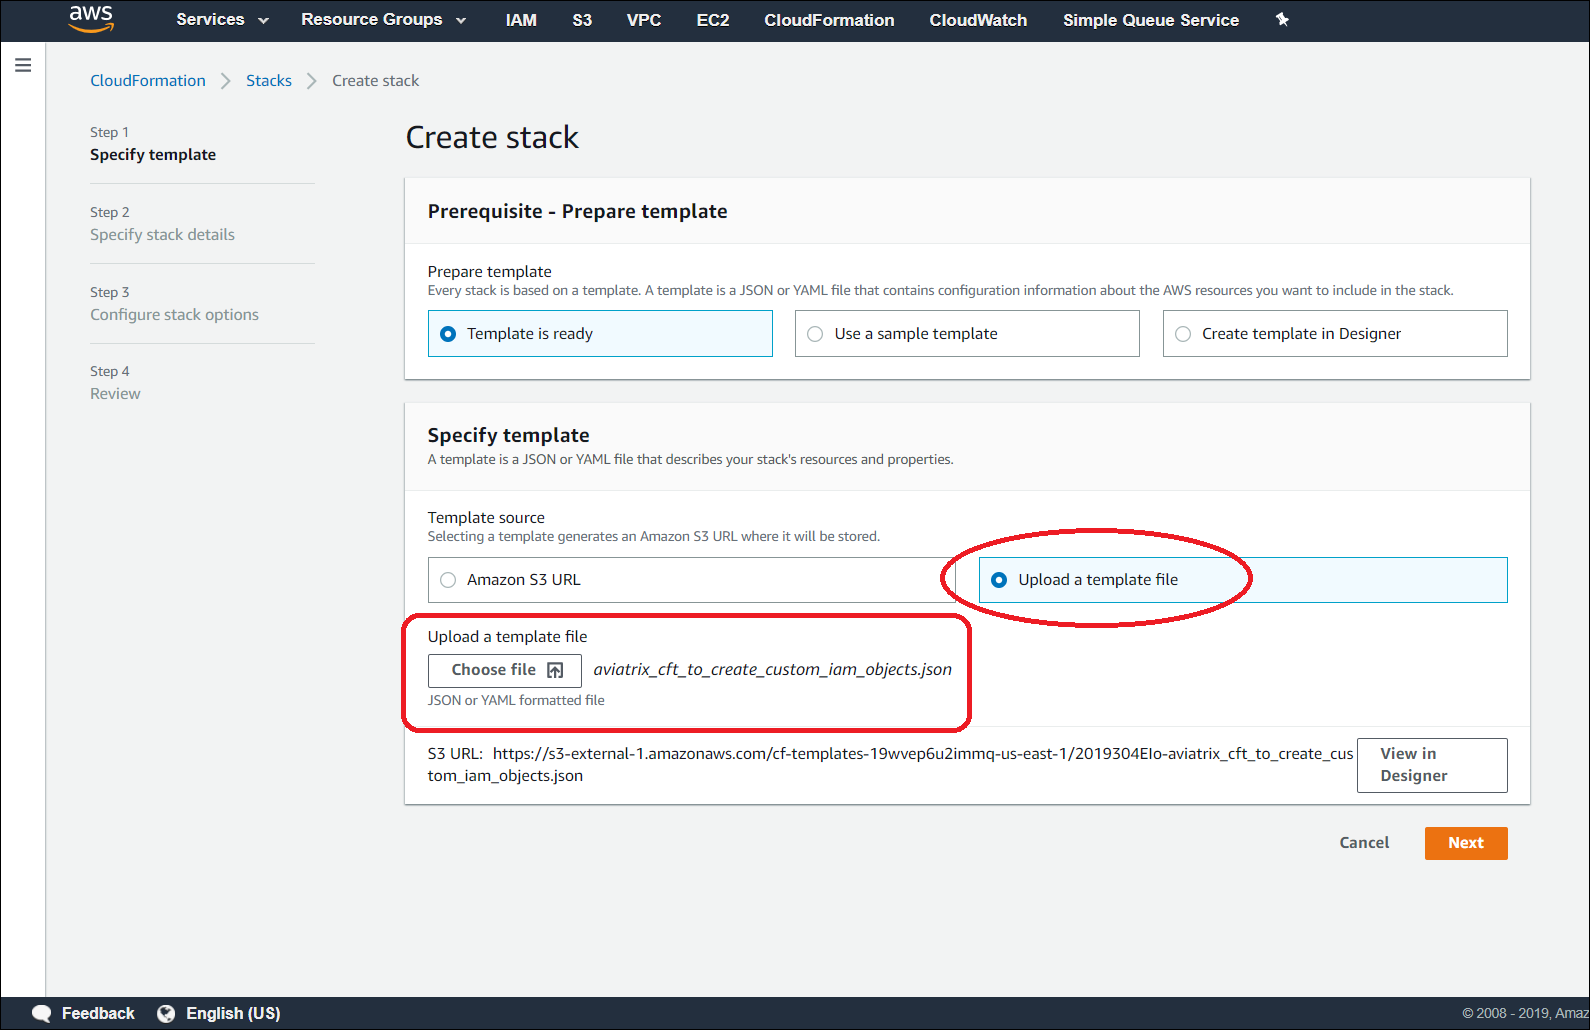 aws
Services
Resource Groups
IAM
S3
VPC
EC2
CloudFormation
CloudWatch
Simple Queue Service
CloudFormation
Stacks
Create stack
Step 1
Specify template
Step 2
Specify stack details
Step 3
Configure stack options
Step 4
Review
Create stack
Prerequisite - Prepare template
Prepare template
Every stack is based on a template. A template is a JSON or YAML file that contains configuration information about the AWS resources you want to include in the stack.
Template is ready
Use a sample template
Create template in Designer
Specify template
A template is a JSON or YAML file that describes your stack's resources and properties.
Template source
Selecting a template generates an Amazon S3 URL where it will be stored.
Amazon S3 URL
Upload a template file
Upload a template file
Choose file
aviatrix_cft_to_create_custom_iam_objects.json
JSON or YAML formatted file
S3 URL: https://s3-external-1.amazonaws.com/cf-templates-19wvep6u2immq-us-east-1/2019304EIo-aviatrix_cft_to_create_cus
tom_iam_objects.json
View in
Designer
Cancel
Next
Feedback
English (US)
© 2008 - 2019, Amaz